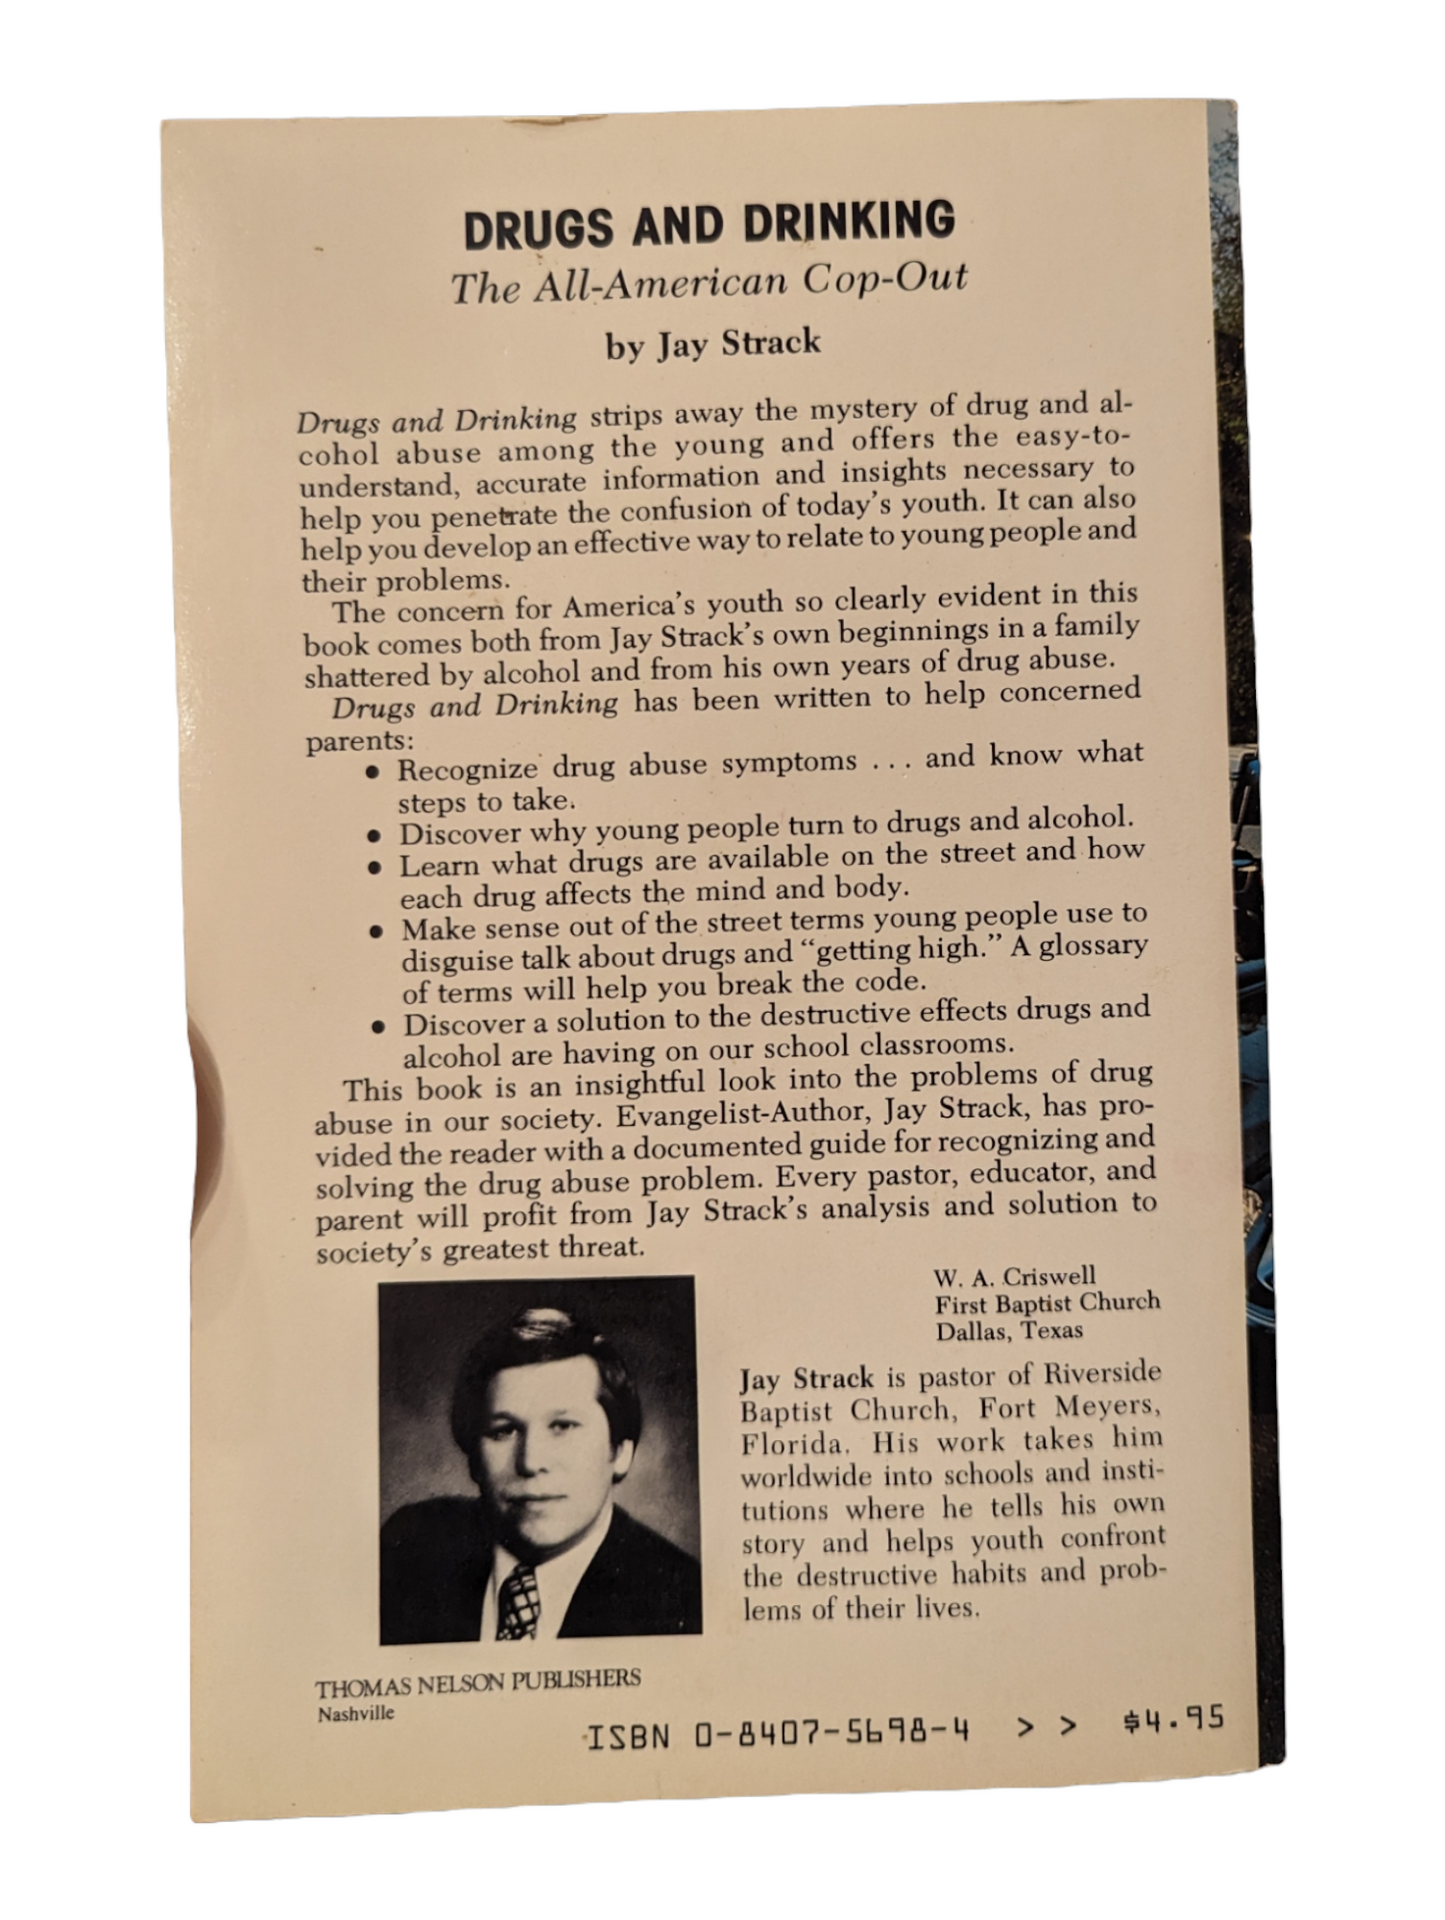 DRUGS AND DRINKING
The All-American Cop-Out
by Jay Strack
Drugs and Drinking strips away the mystery of drug and al-
cohol abuse among the young and offers the easy-to-
understand, accurate information and insights necessary to
help you penetrate the confusion of today's youth. It can also
help you develop an effective way to relate to young people and
their problems.
The concern for America's youth so clearly evident in this
book comes both from Jay Strack's own beginnings in a family
shattered by alcohol and from his own years of drug abuse.
Drugs and Drinking has been written to help concerned
parents:
● Recognize drug abuse symptoms . . . and know what
steps to take.
● Discover why young people turn to drugs and alcohol.
● Learn what drugs are available on the street and how
each drug affects the mind and body.
● Make sense out of the street terms young people use to
disguise talk about drugs and “getting high.” A glossary
of terms will help you break the code.
● Discover a solution to the destructive effects drugs and
alcohol are having on our school classrooms.
This book is an insightful look into the problems of drug
abuse in our society. Evangelist-Author, Jay Strack, has pro-
vided the reader with a documented guide for recognizing and
solving the drug abuse problem. Every pastor, educator, and
parent will profit from Jay Strack's analysis and solution to
society's greatest threat.
W. A. Criswell
First Baptist Church
Dallas, Texas
Jay Strack is pastor of Riverside
Baptist Church, Fort Meyers,
Florida. His work takes him
worldwide into schools and insti-
tutions where he tells his own
story and helps youth confront
the destructive habits and prob-
lems of their lives.
THOMAS NELSON PUBLISHERS
Nashville
ISBN 0-8407-5698-4 > > $4.95